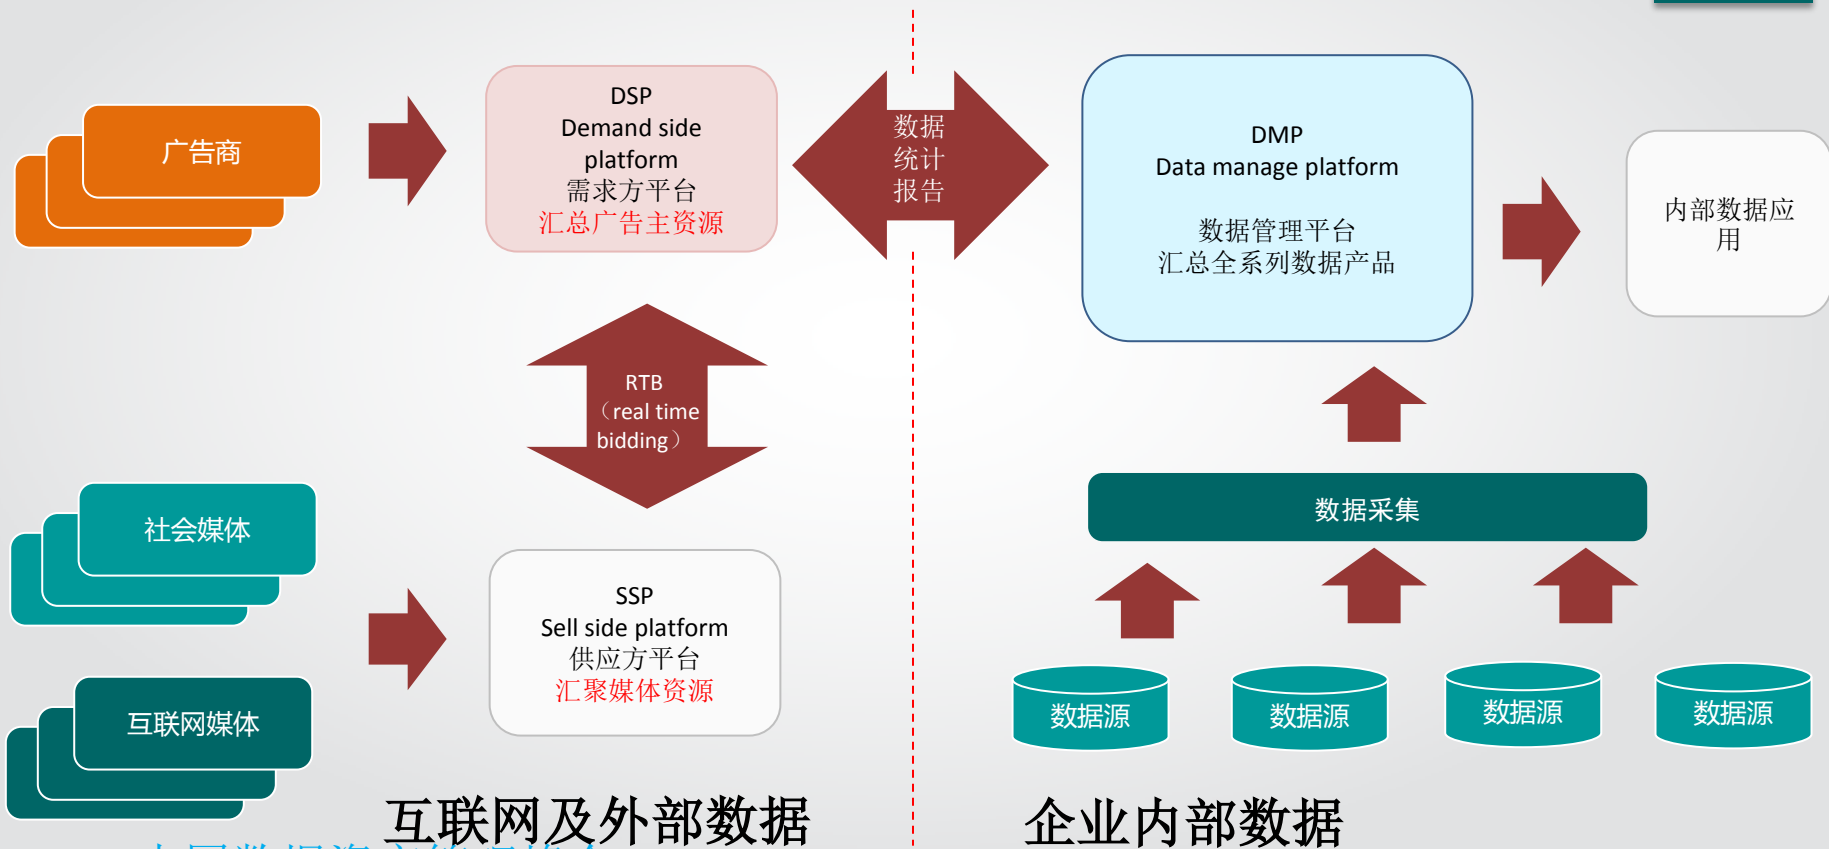 广告商
DSP
Demand side
platform
需求方平台
汇总广告主资源
数据
统计
报告
DMP
Data manage platform
数据管理平台
汇总全系列数据产品
内部数据应
用
RTB
（real time
bidding）
社会媒体
互联网媒体
SSP
Sell side platform
供应方平台
汇聚媒体资源
数据采集
数据源
数据源
数据源
数据源
互联网及外部数据
企业内部数据